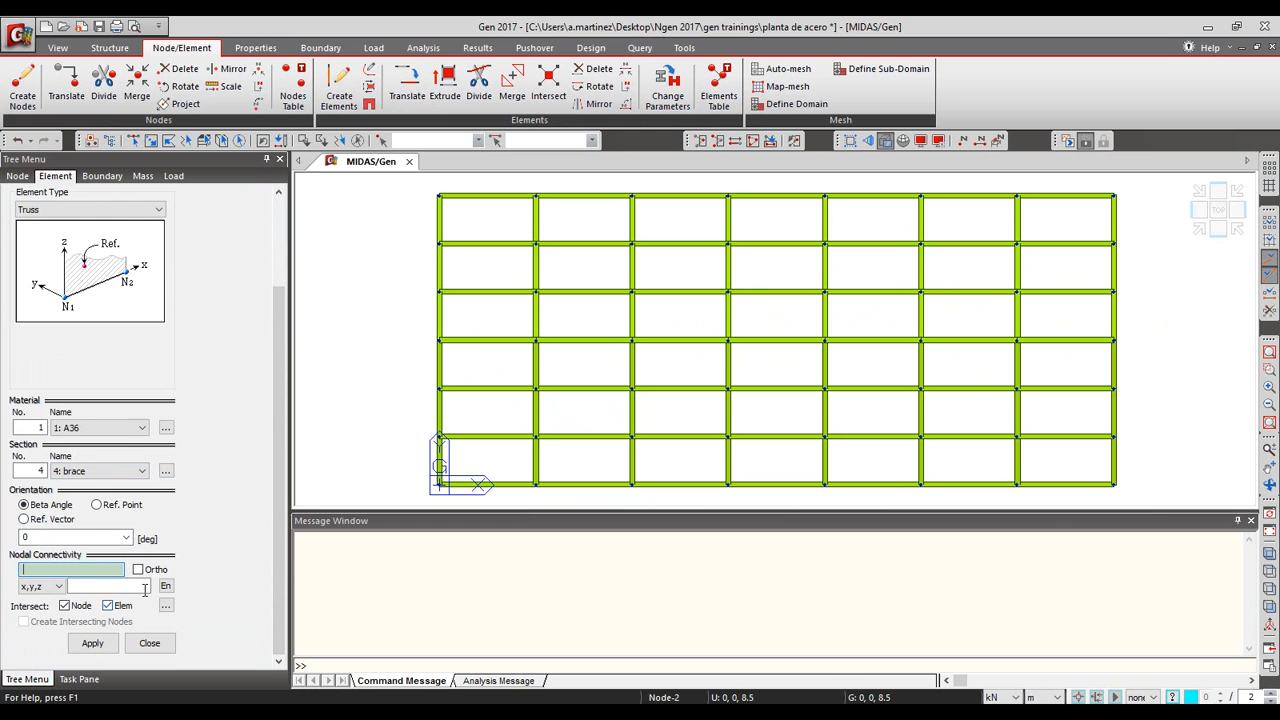 Gen 2017 - [C:\Users\a.martinez\Desktop\Ngen 2017\gen trainings\planta de acero *] - [MIDAS/Gen]
View Structure Node/Element Properties Boundary Load Analysis Results Pushover Design Query Tools Help
Create Nodes
Translate
Divide
Merge
Delete
Rotate
Project
Mirror
Scale
Nodes Table
Create Elements
Translate
Extrude
Divide
Merge
Intersect
Delete
Rotate
Mirror
Change Parameters
Elements Table
Auto-mesh
Map-mesh
Define Domain
Define Sub-Domain
Nodes
Elements
Mesh
Tree Menu
MIDAS/Gen
Node Element Boundary Mass Load
Element Type
Truss
z
Ref.
x
y
N2
N1
Material
No. Name
1 1: A36
Section
No. Name
4 4: brace
Orientation
Beta Angle Ref. Point
Ref. Vector
0 [deg]
Nodal Connectivity
Ortho
x,y,z En
Intersect: Node Elem
Create Intersecting Nodes
Apply Close
Tree Menu Task Pane
TOP
Y
G
X
Message Window
>>
Command Message Analysis Message
For Help, press F1
Node-2
U: 0, 0, 8.5
G: 0, 0, 8.5
kN
m
none
0 / 2